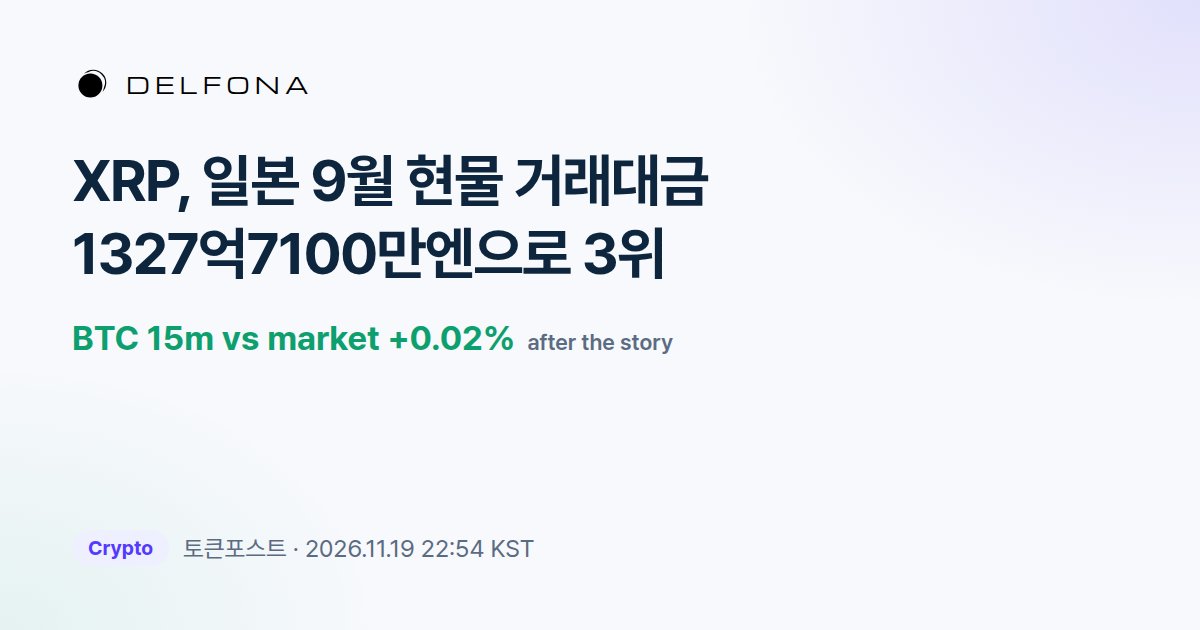 DELFONA
XRP, 일본 9월 현물 거래대금
1327억7100만엔으로 3위
BTC 15m vs market +0.02% after the story
Crypto 토큰포스트 · 2026.11.19 22:54 KST